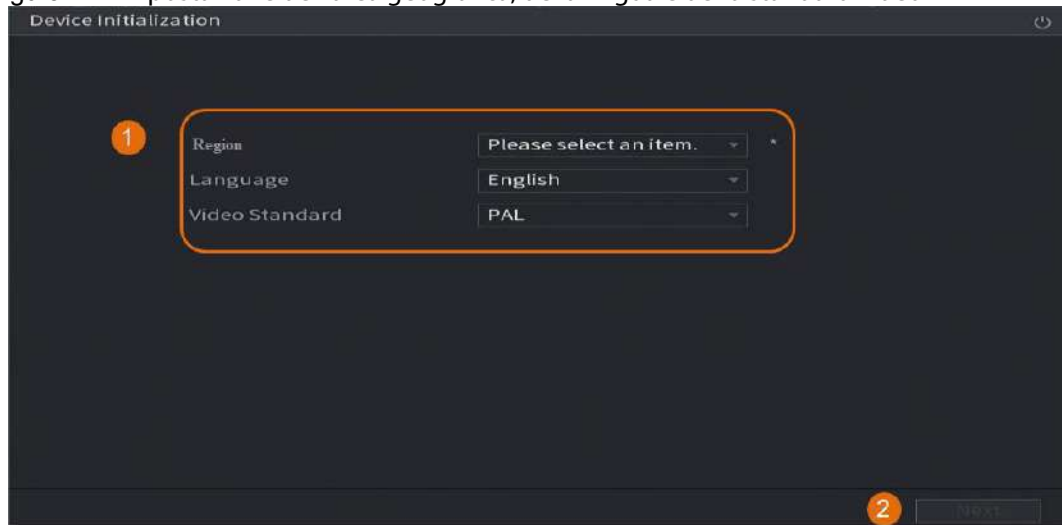 Device Initialization
1
Region Please select an item. *
Language English
Video Standard PAL
2 Next